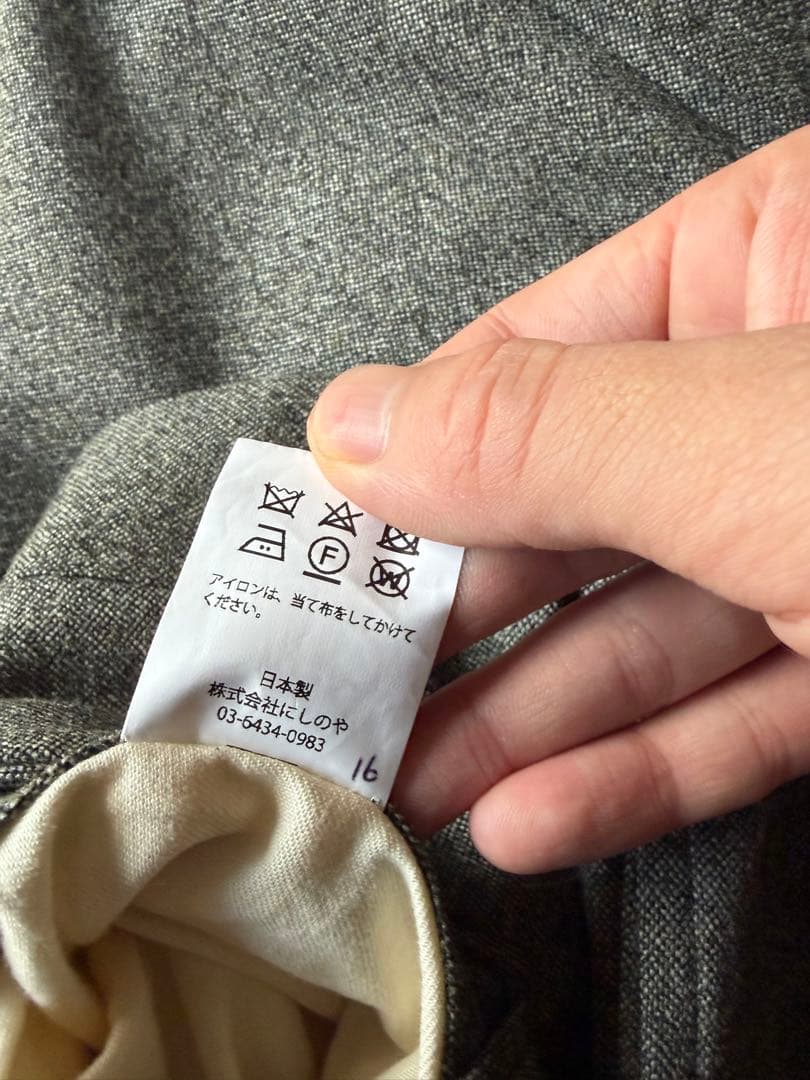 F W
アイロンは、当て布をしてかけて
ください。
日本製
株式会社にしのや
03-6434-0983
16